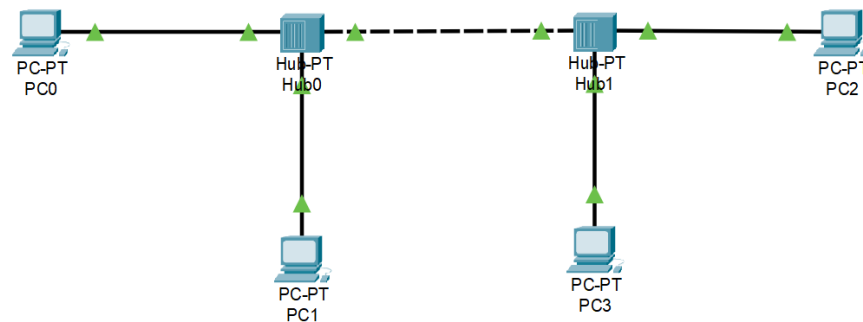 PC-PT
PC0
Hub-PT
Hub0
Hub-PT
Hub1
PC-PT
PC2
PC-PT
PC1
PC-PT
PC3